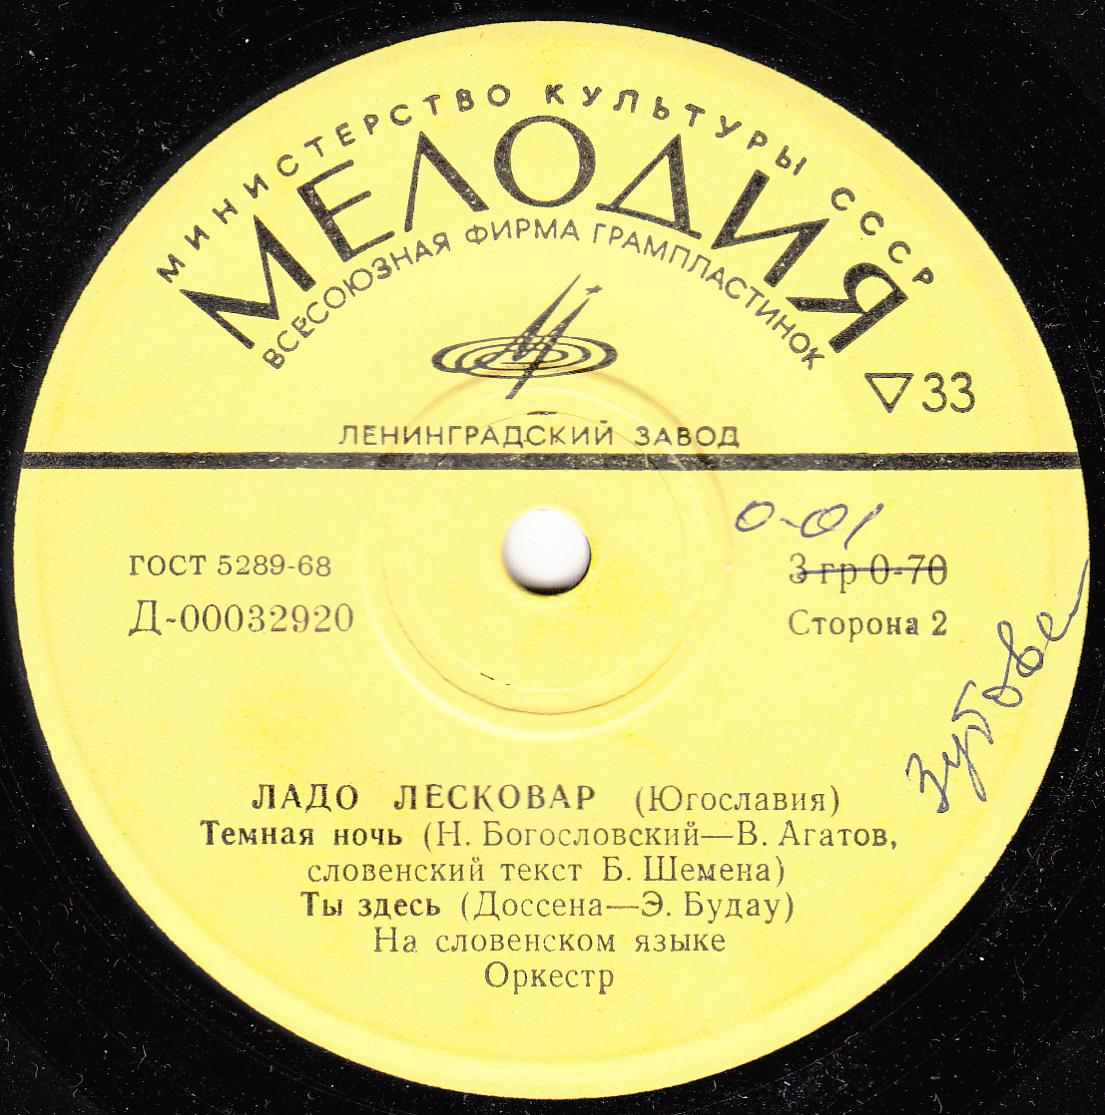 МИНИСТЕРСТВО КУЛЬТУРЫ СССР
МЕЛОДИЯ
ВСЕСОЮЗНАЯ ФИРМА ГРАМПЛАСТИНОК
▽33
ЛЕНИНГРАДСКИЙ ЗАВОД
0-01
ГОСТ 5289-68
3 гр 0-70
Д-00032920
Сторона 2
ЛАДО ЛЕСКОВАР (Югославия)
Темная ночь (Н. Богословский—В. Агатов,
словенский текст Б. Шемена)
Ты здесь (Доссена—Э. Будау)
На словенском языке
Оркестр